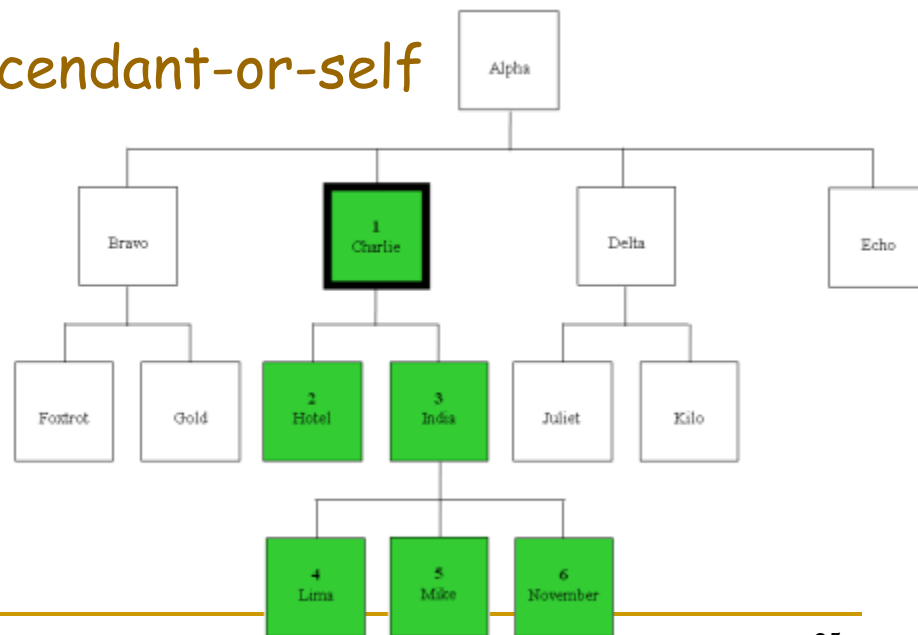 cendant-or-self
Alpha
Bravo
1
Charlie
Delta
Echo
Foxtrot
Gold
2
Hotel
3
India
Juliet
Kilo
4
Lima
5
Mike
6
November